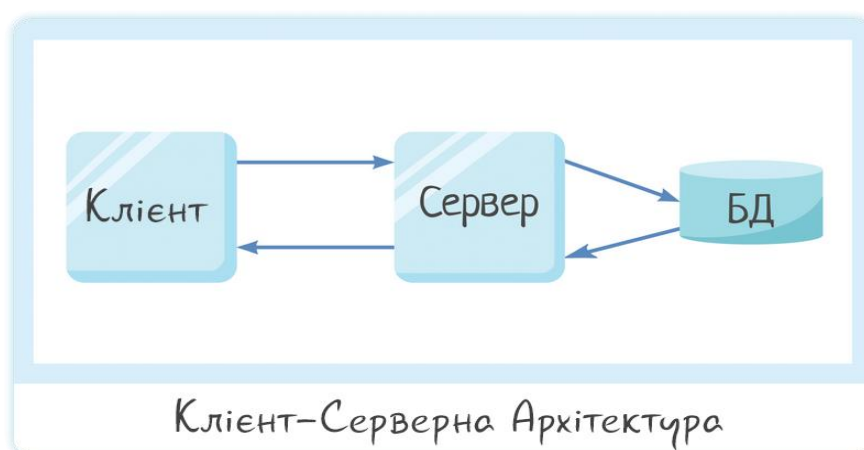 Клієнт
Сервер
БД
Клієнт-Серверна Архітектура